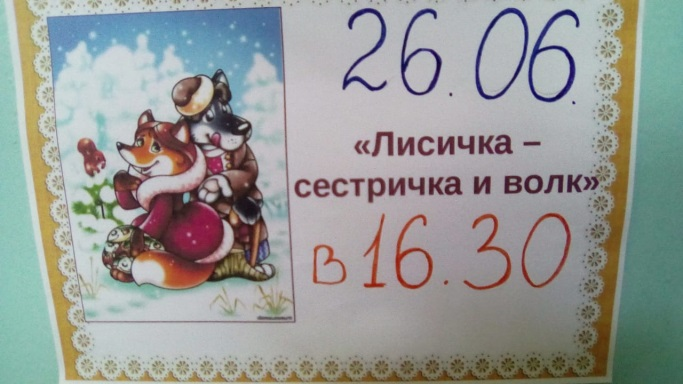 26.06.
«Лисичка –
сестричка и волк»
в 16.30